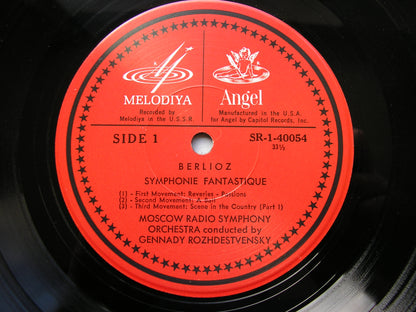 MELODIYA
Angel
Recorded by
Melodiya in the U.S.S.R.
Manufactured in the U.S.A.
for Angel by Capitol Records, Inc.
SIDE 1
SR-1-40054
33⅓
BERLIOZ
SYMPHONIE FANTASTIQUE
(1) - First Movement: Reveries - Passions
(2) - Second Movement: A Ball
(3) - Third Movement: Scene in the Country (Part 1)
MOSCOW RADIO SYMPHONY
ORCHESTRA conducted by
GENNADY ROZHDESTVENSKY